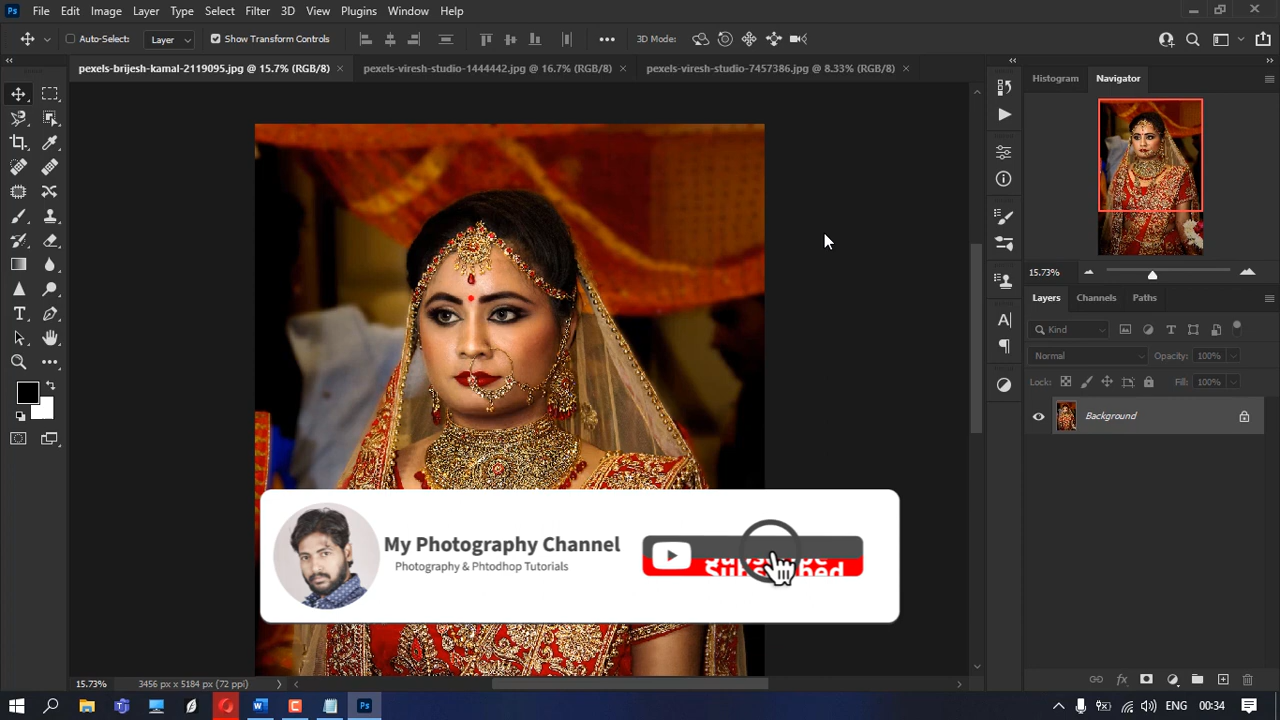 Ps File Edit Image Layer Type Select Filter 3D View Plugins Window Help
Auto-Select: Layer Show Transform Controls 3D Mode:
pexels-brijesh-kamal-2119095.jpg @ 15.7% (RGB/8) × pexels-viresh-studio-1444442.jpg @ 16.7% (RGB/8) × pexels-viresh-studio-7457386.jpg @ 8.33% (RGB/8) ×
Histogram Navigator
15.73%
Layers Channels Paths
Kind
Normal Opacity: 100%
Lock: Fill: 100%
Background
My Photography Channel
Photography & Phtodhop Tutorials
Subscribed
15.73% 3456 px x 5184 px (72 ppi)
ENG 00:34